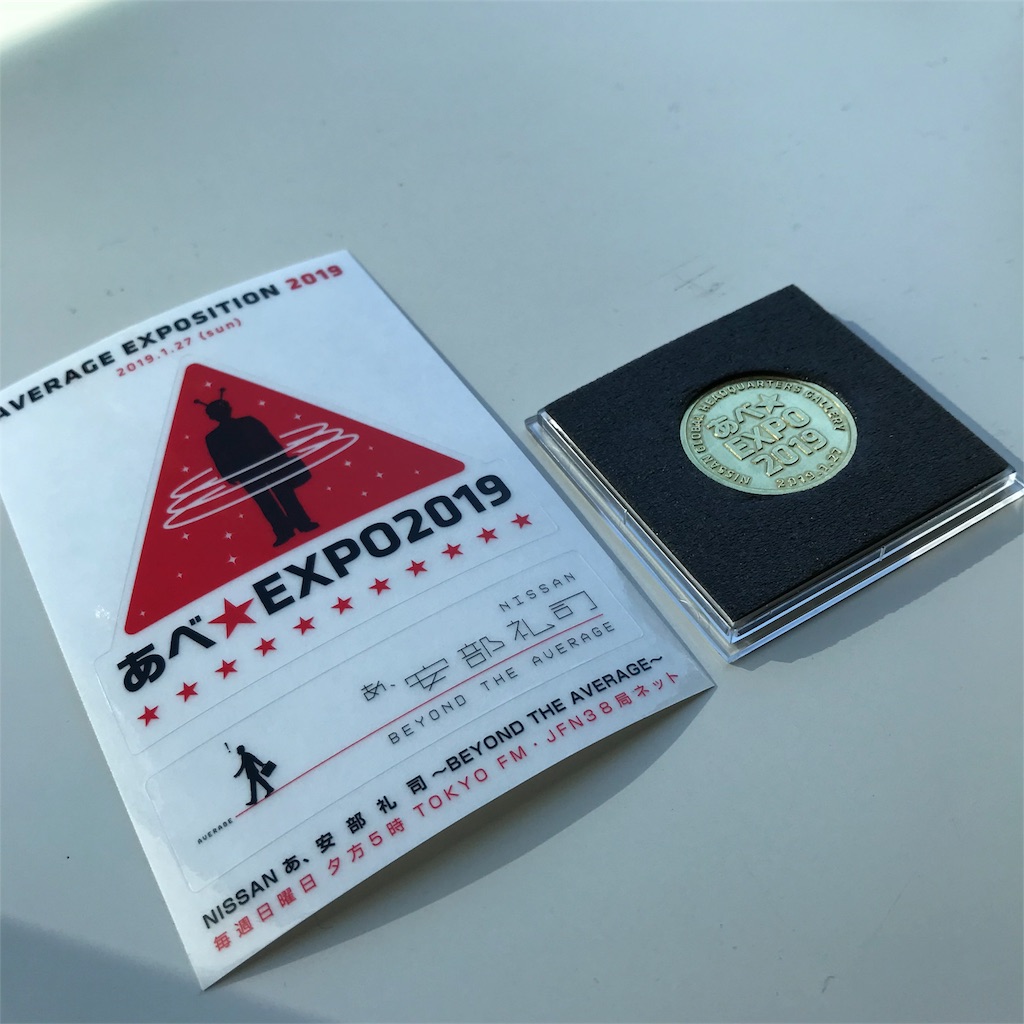 AVERAGE EXPOSITION 2019
2019.1.27 (sun)
あべ★EXPO2019
NISSAN
あ、安部礼司
BEYOND THE AVERAGE
AVERAGE
NISSAN あ、安部礼司 〜BEYOND THE AVERAGE〜
毎週日曜日 夕方5時 TOKYO FM・JFN38局ネット
NISSAN GLOBAL HEADQUARTERS GALLERY
あべ★
EXPO
2019
2019.1.27